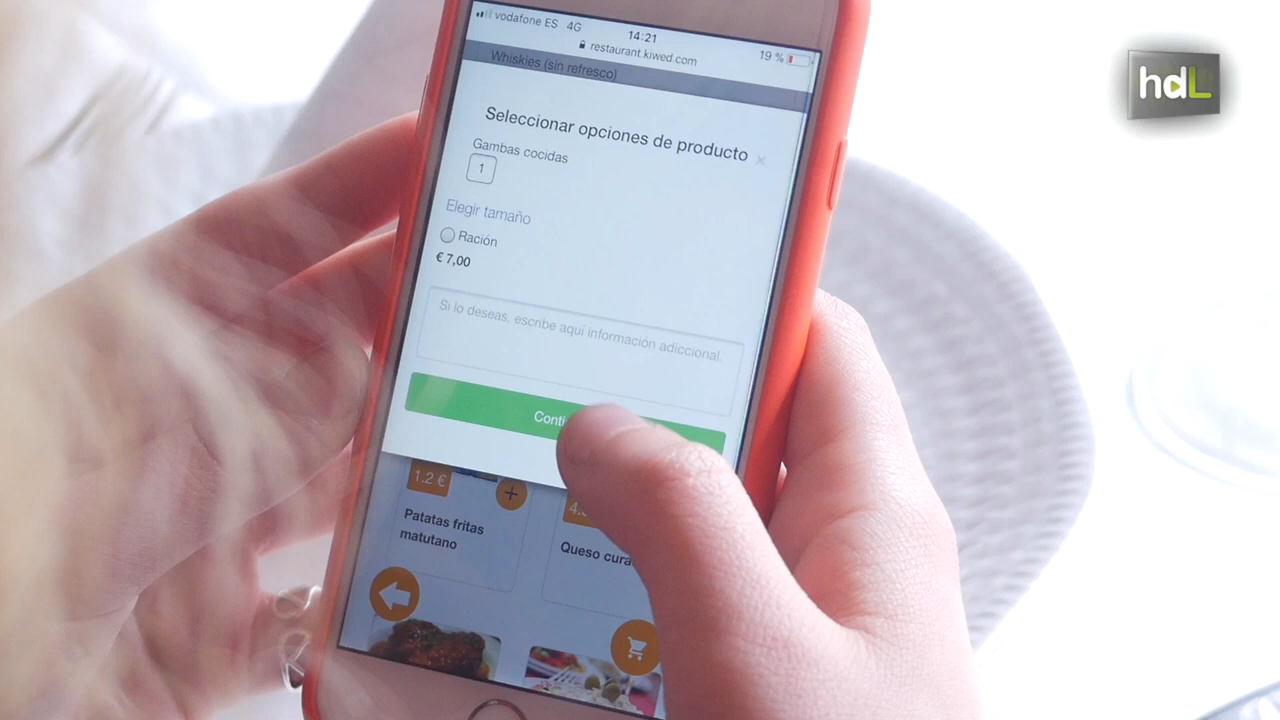 vodafone ES 4G 14:21 19 %
restaurant.kiwed.com
Whiskies (sin refresco)
Seleccionar opciones de producto ×
Gambas cocidas
1
Elegir tamaño
Ración
€ 7,00
Si lo deseas, escribe aquí información adiccional.
Conti
1.2 €
+
4.
Patatas fritas
matutano
Queso cura
hdL